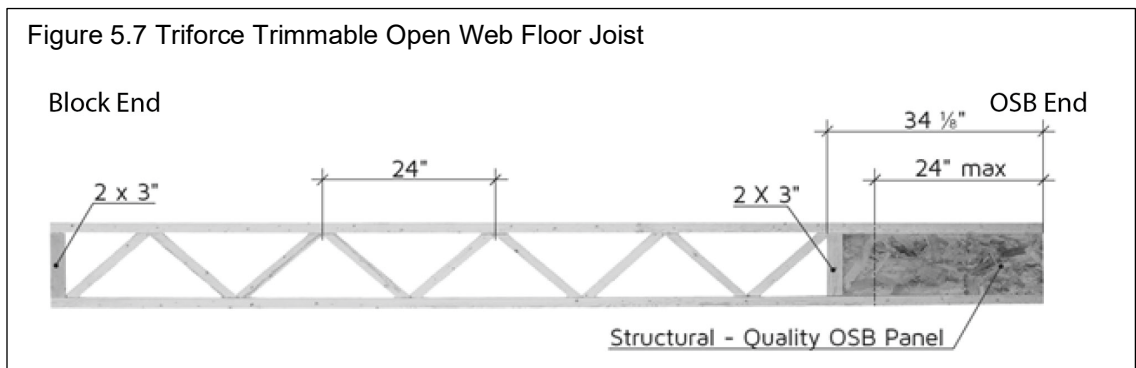 Figure 5.7 Triforce Trimmable Open Web Floor Joist
Block End
OSB End
34 ⅛"
24"
24" max
2 x 3"
2 X 3"
Structural - Quality OSB Panel